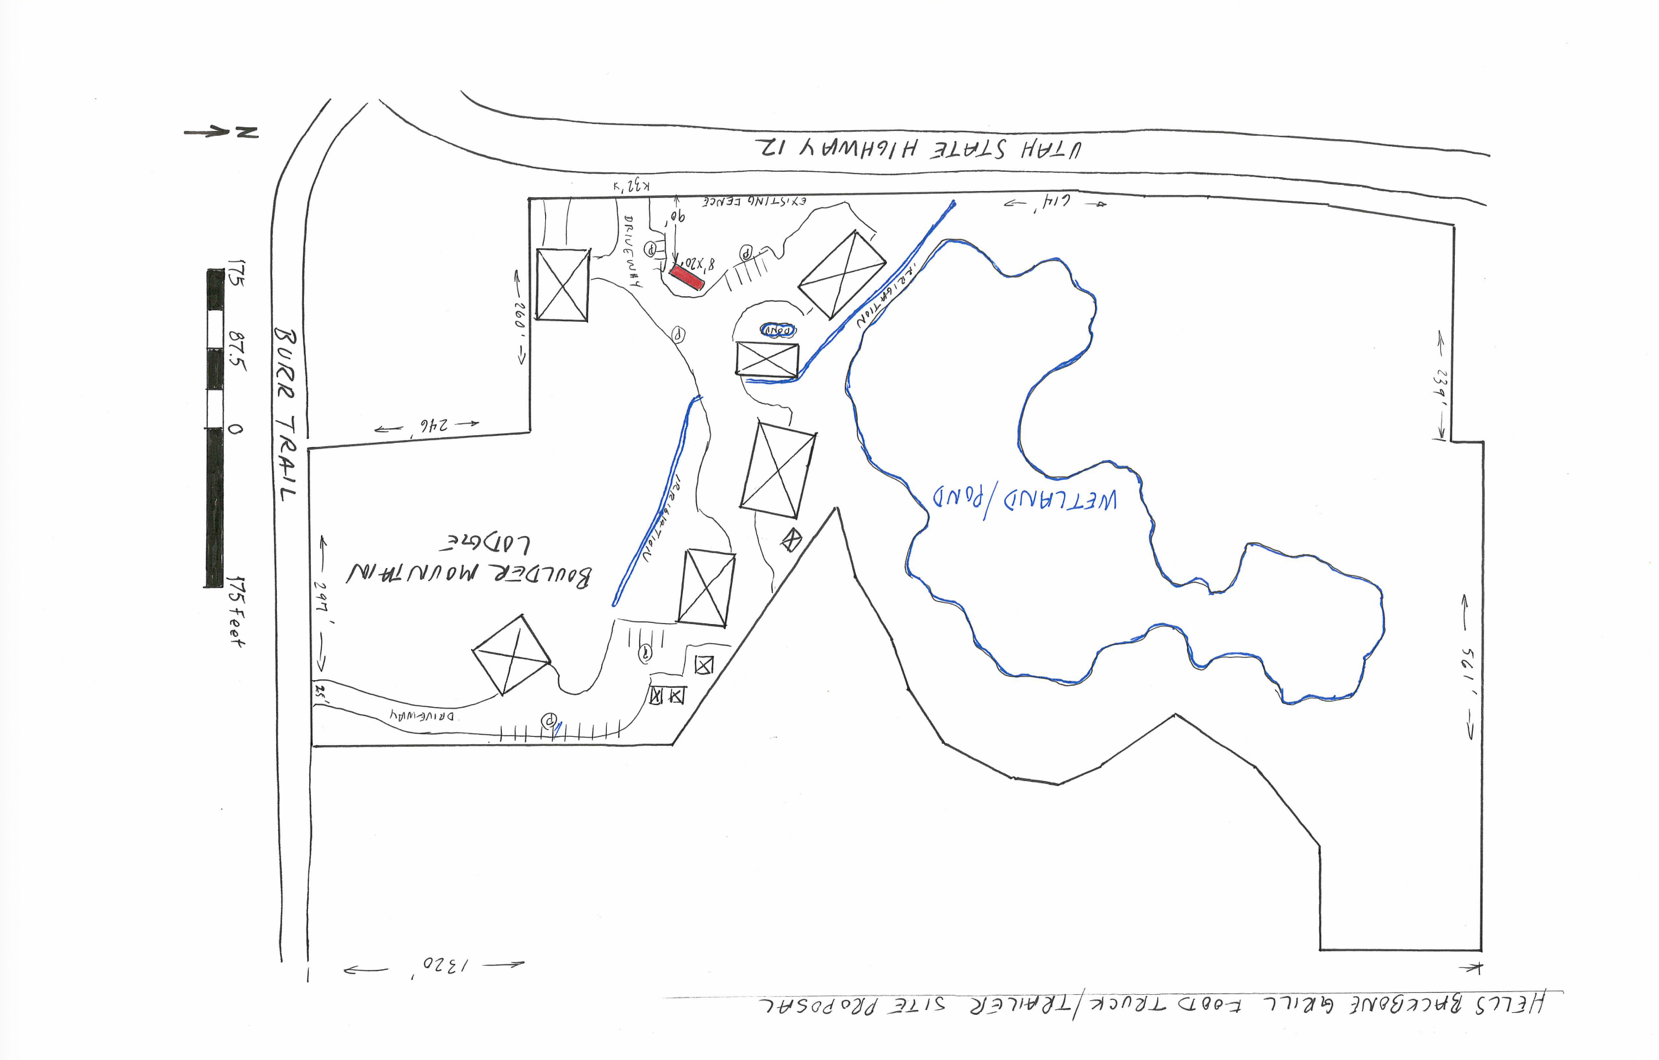 HELLS BACKBONE GRILL FOOD TRUCK/TRAILER SITE PROPOSAL
1320'
561'
DRIVEWAY
P
25'
P
BOULDER MOUNTAIN
LODGE
297'
WETLAND/POND
IRRIGATION
246'
239'
P
POND
IRRIGATION
260'
8'x20'
P
P
DRIVEWAY
90'
EXISTING FENCE
614'
32'
UTAH STATE HIGHWAY 12
BURR TRAIL
N
175
87.5
0
175 feet